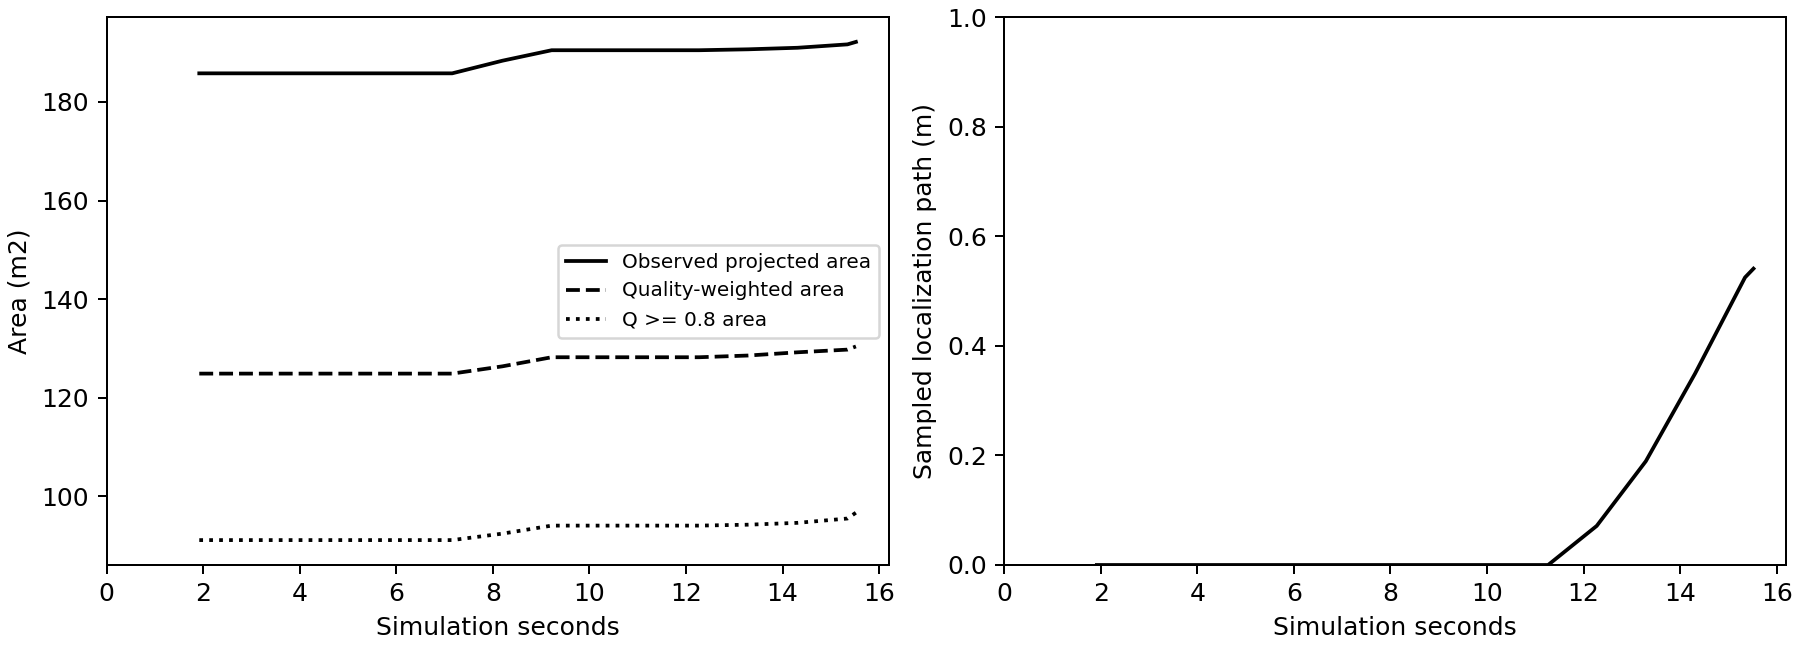 Area (m2)
180
160
140
120
100
0 2 4 6 8 10 12 14 16
Simulation seconds
Observed projected area
Quality-weighted area
Q >= 0.8 area
Sampled localization path (m)
1.0
0.8
0.6
0.4
0.2
0.0
0 2 4 6 8 10 12 14 16
Simulation seconds